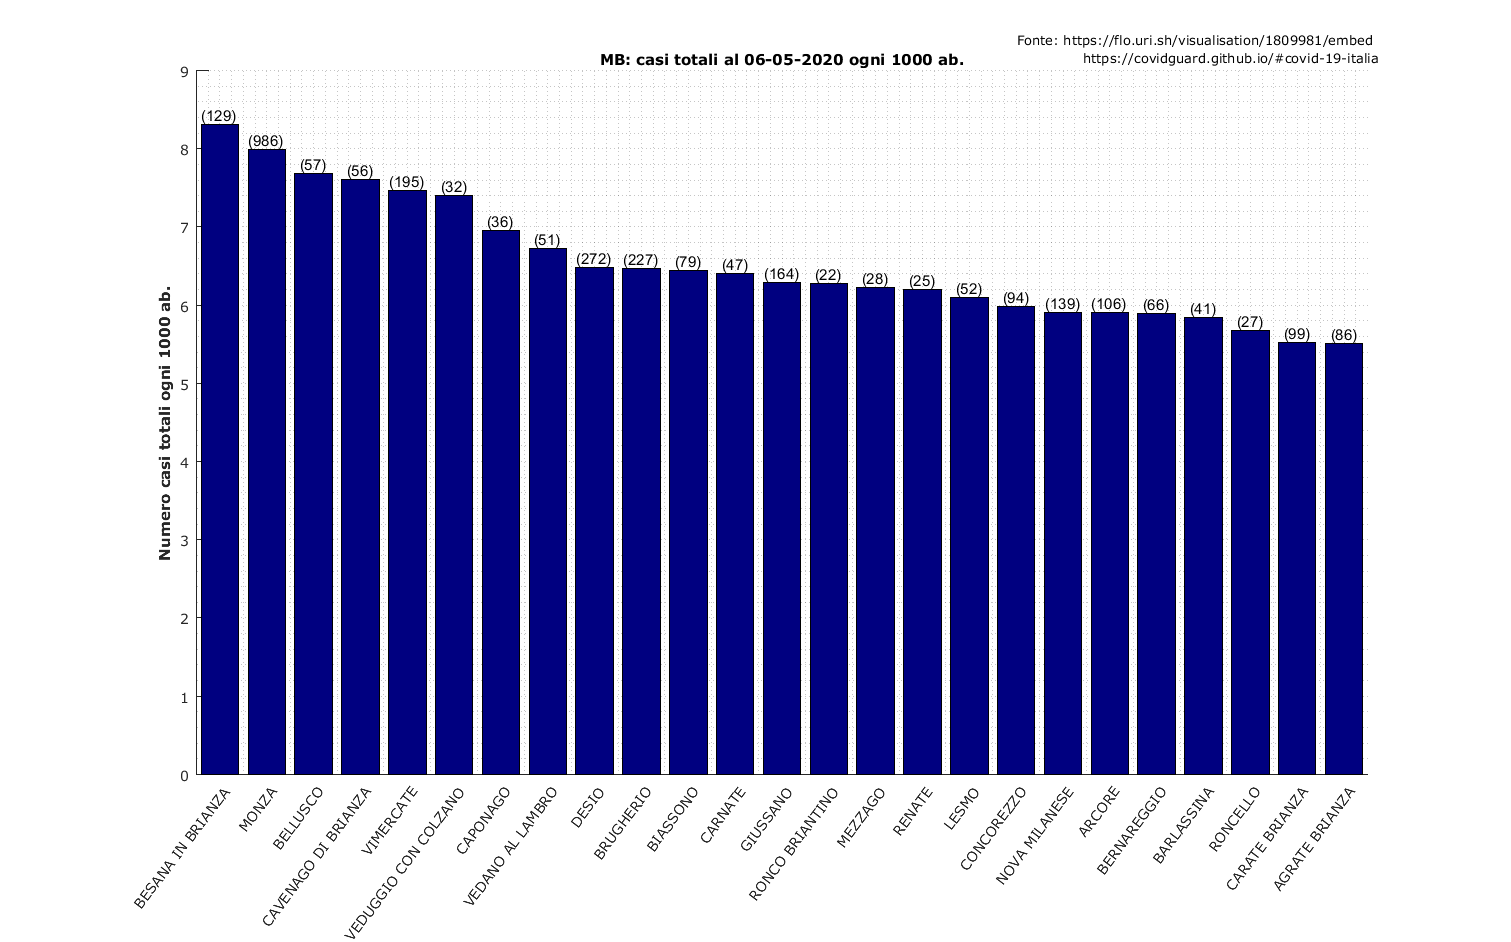 Fonte: https://flo.uri.sh/visualisation/1809981/embed
https://covidguard.github.io/#covid-19-italia
MB: casi totali al 06-05-2020 ogni 1000 ab.
Numero casi totali ogni 1000 ab.
9
8
7
6
5
4
3
2
1
0
(129)
(986)
(57)
(56)
(195)
(32)
(36)
(51)
(272)
(227)
(79)
(47)
(164)
(22)
(28)
(25)
(52)
(94)
(139)
(106)
(66)
(41)
(27)
(99)
(86)
BESANA IN BRIANZA
MONZA
BELLUSCO
CAVENAGO DI BRIANZA
VIMERCATE
VEDUGGIO CON COLZANO
CAPONAGO
VEDANO AL LAMBRO
DESIO
BRUGHERIO
BIASSONO
CARNATE
GIUSSANO
RONCO BRIANTINO
MEZZAGO
RENATE
LESMO
CONCOREZZO
NOVA MILANESE
ARCORE
BERNAREGGIO
BARLASSINA
RONCELLO
CARATE BRIANZA
AGRATE BRIANZA